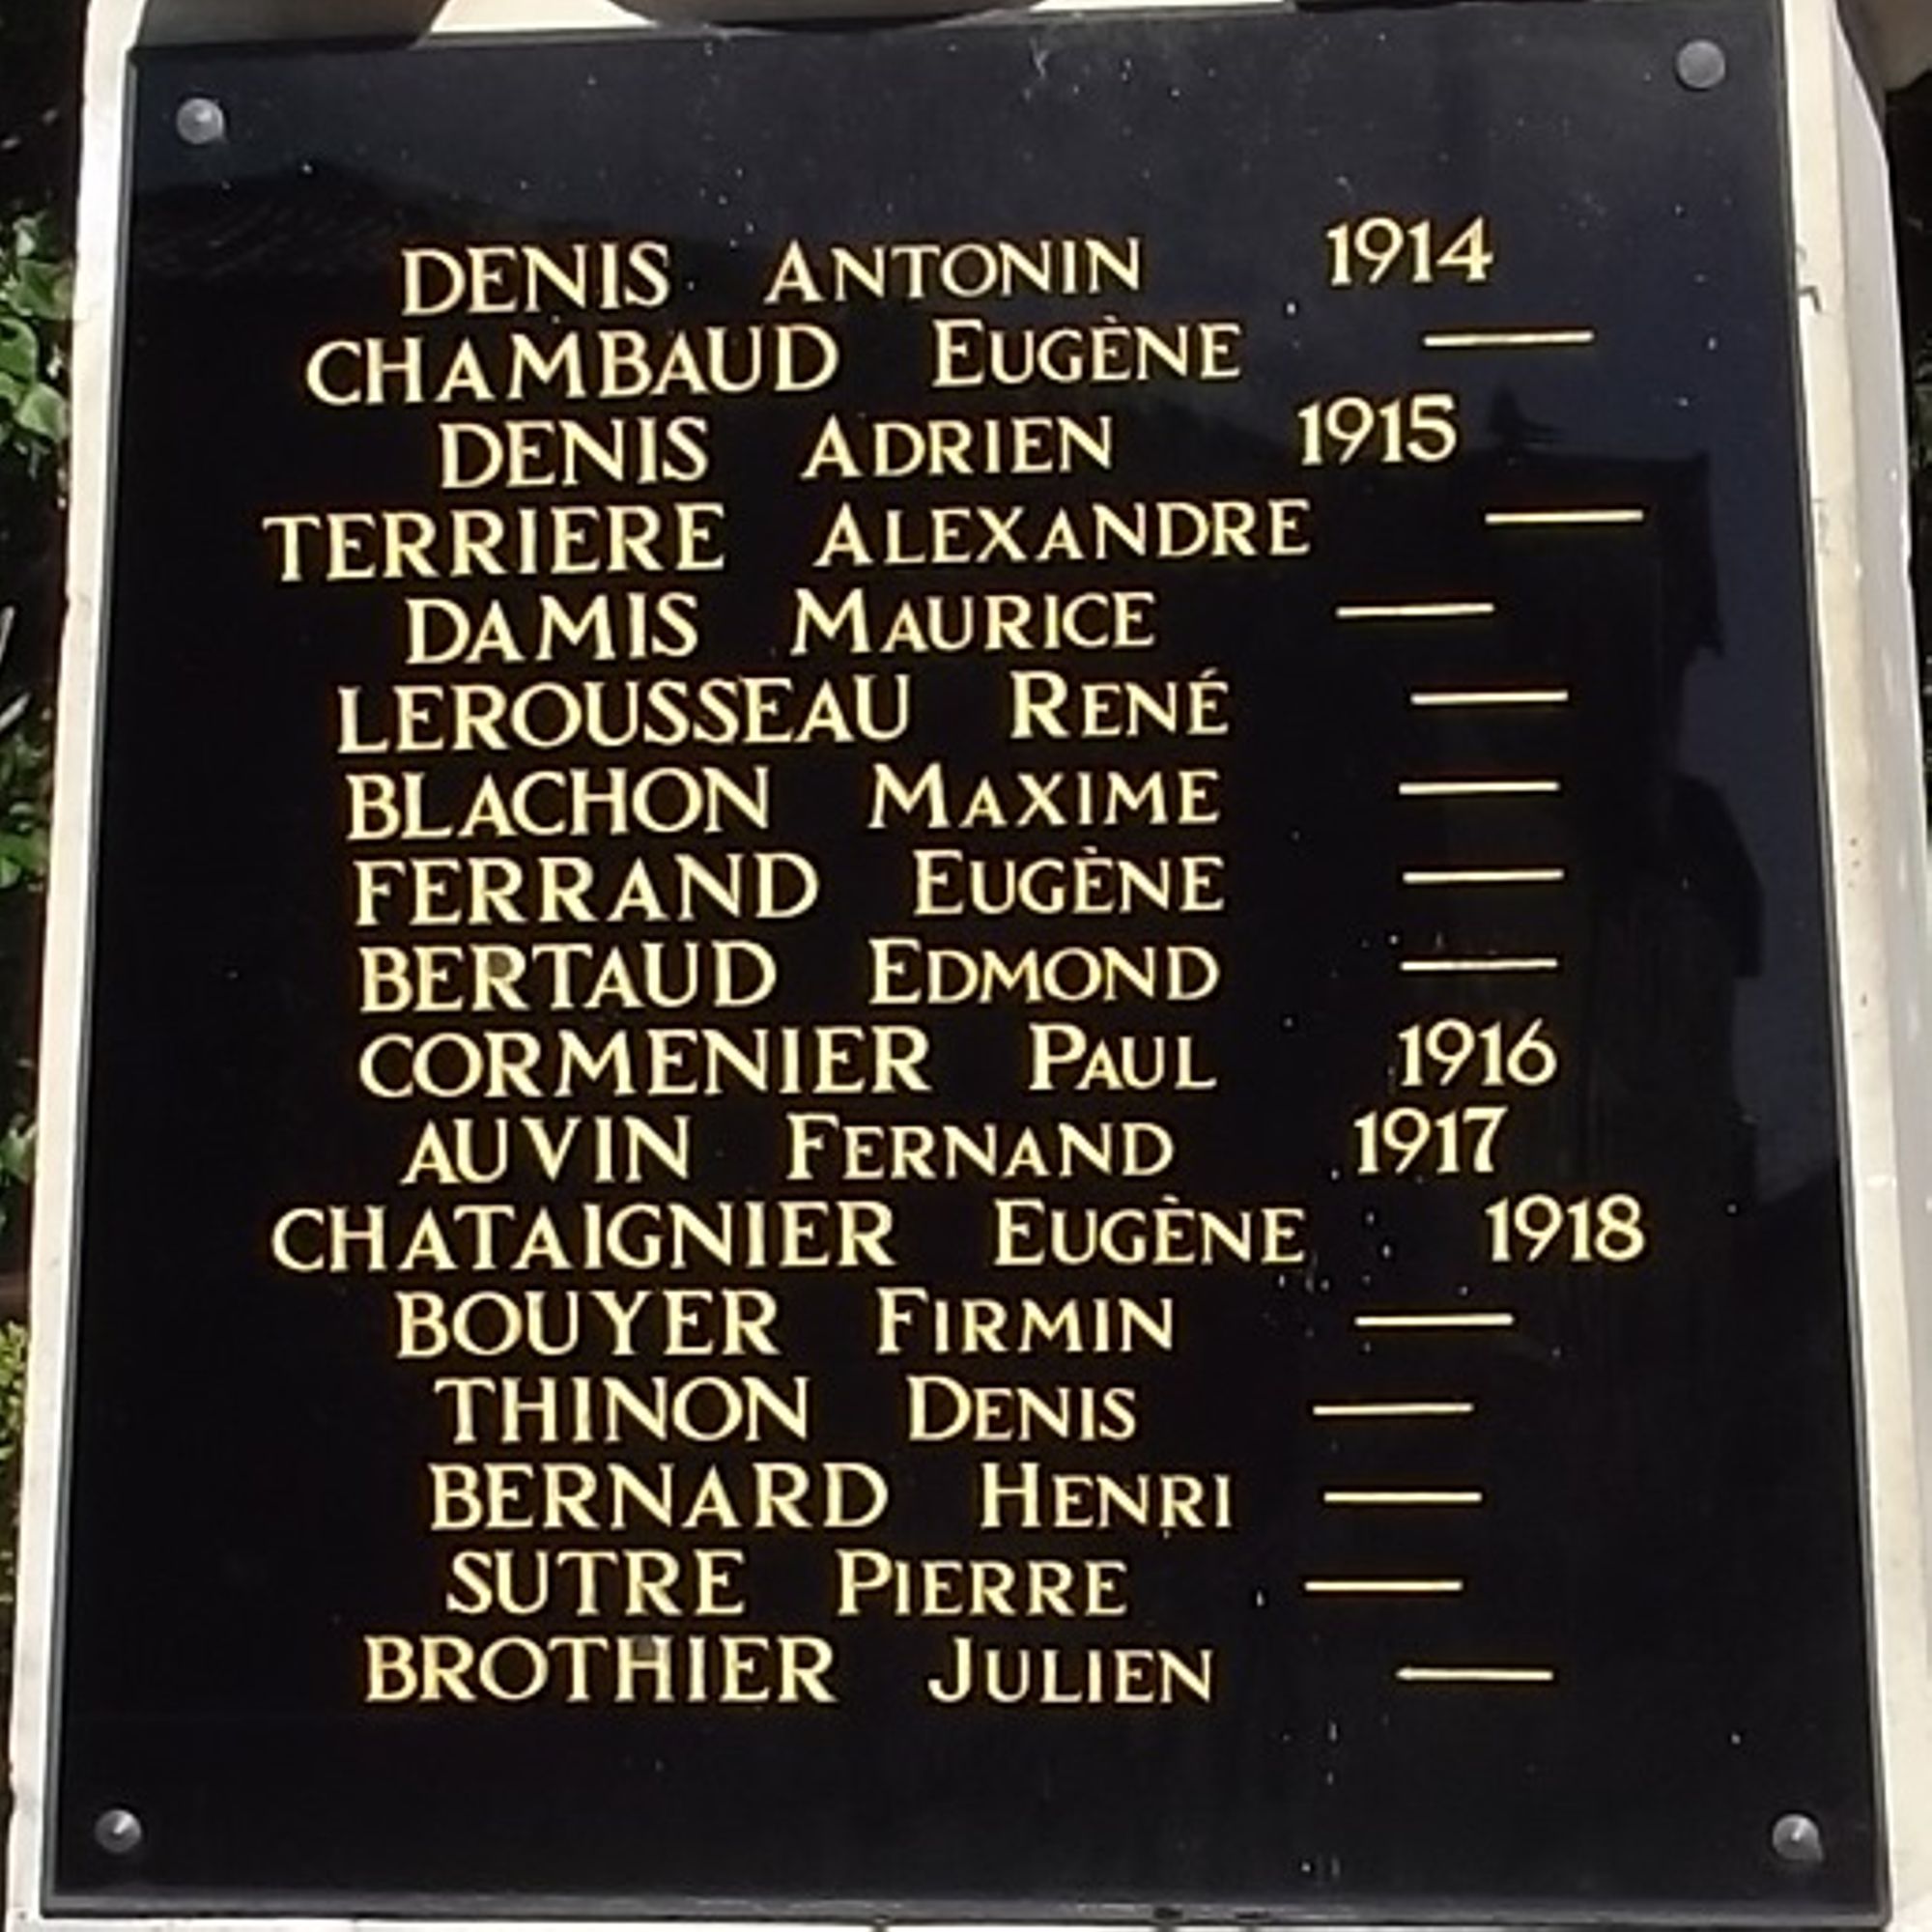 DENIS ANTONIN 1914
CHAMBAUD EUGÈNE —
DENIS ADRIEN 1915
TERRIERE ALEXANDRE —
DAMIS MAURICE —
LEROUSSEAU RENÉ —
BLACHON MAXIME —
FERRAND EUGÈNE —
BERTAUD EDMOND —
CORMENIER PAUL 1916
AUVIN FERNAND 1917
CHATAIGNIER EUGÈNE 1918
BOUYER FIRMIN —
THINON DENIS —
BERNARD HENRI —
SUTRE PIERRE —
BROTHIER JULIEN —